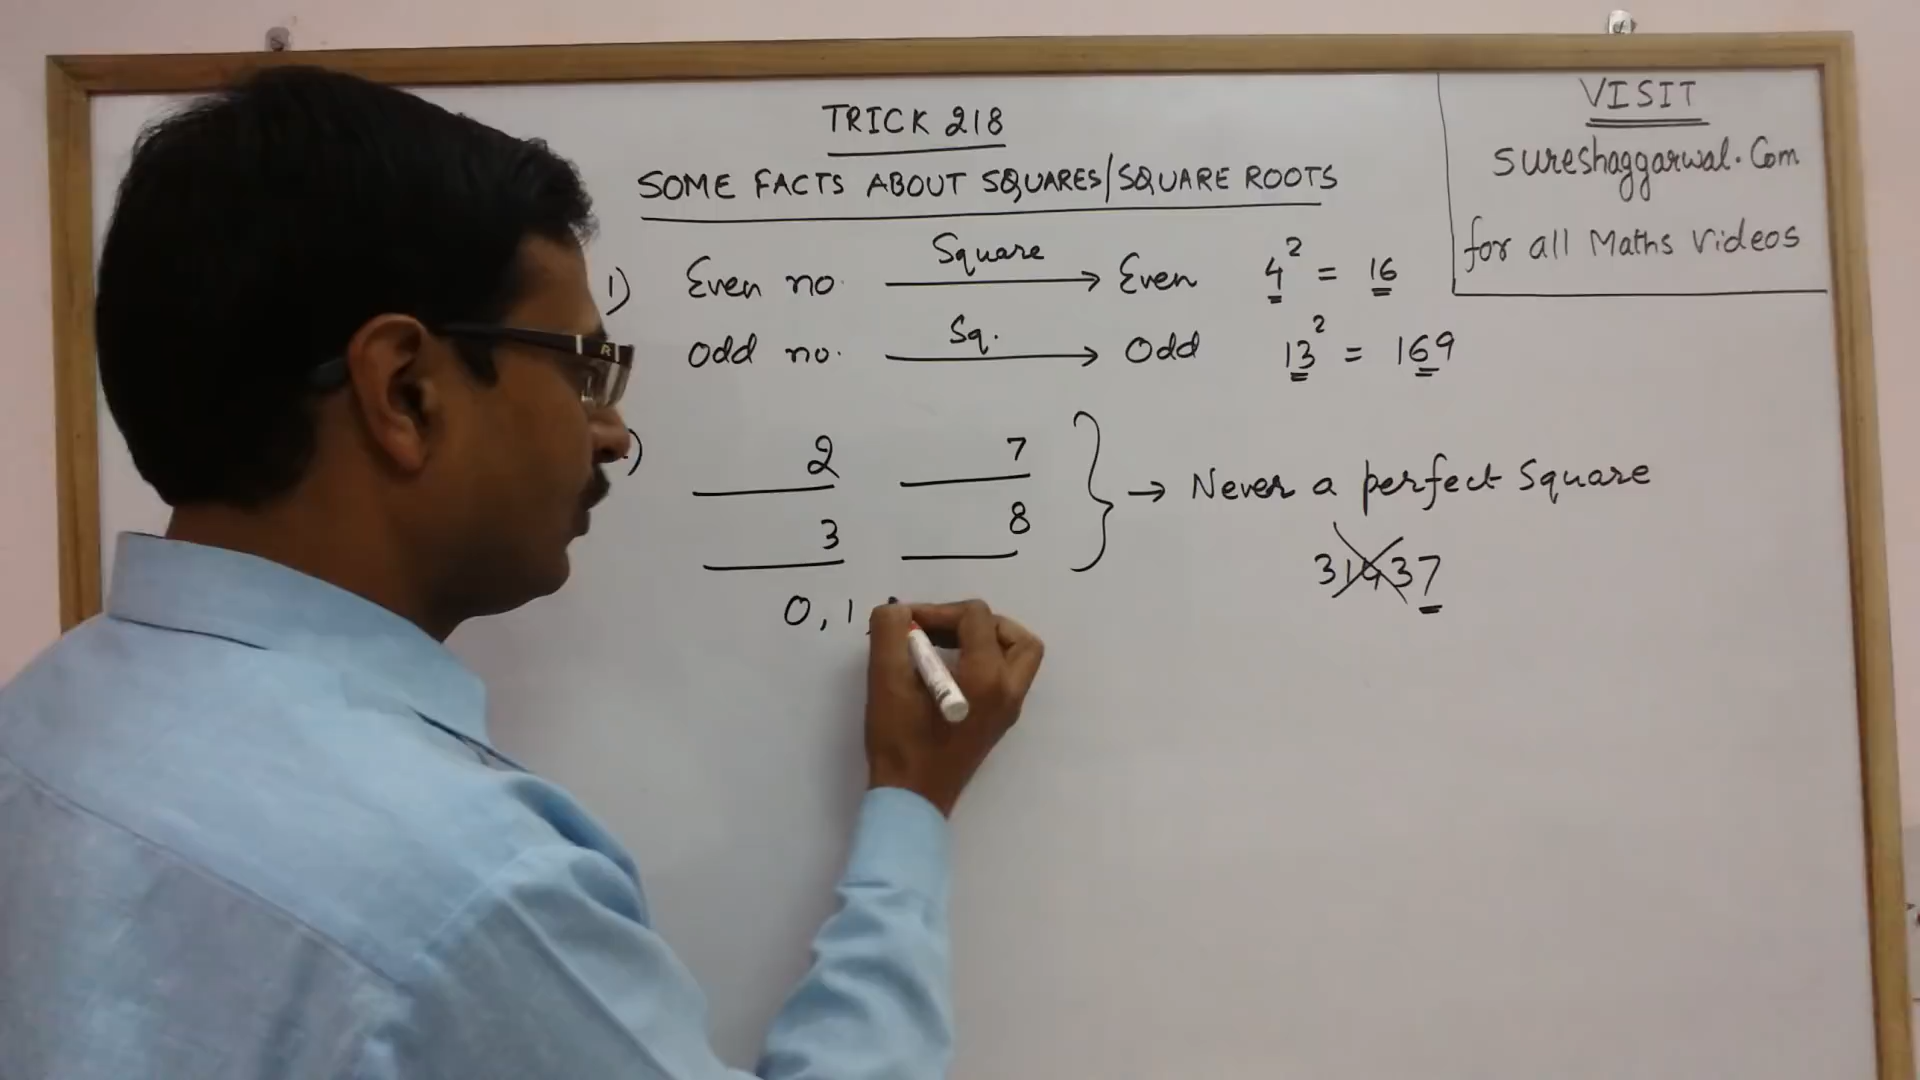 TRICK 218
SOME FACTS ABOUT SQUARES/SQUARE ROOTS
VISIT
sureshaggarwal.Com
for all Maths Videos
1) Even no. Square → Even 4² = 16
Odd no. Sq. → Odd 13² = 169
) 2 7
3 8
} → Never a perfect Square
31437
0, 1,
R